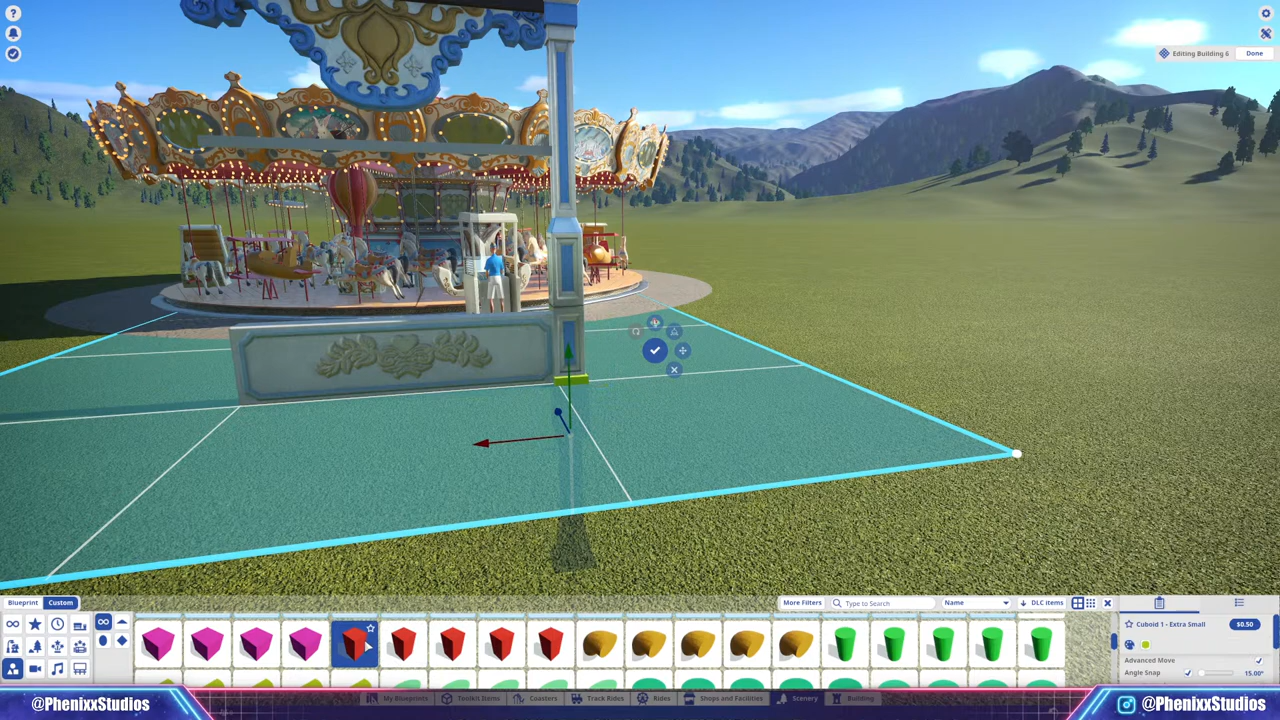 ?
Editing Building 6
Done
Blueprint
Custom
More Filters
Type to Search
Name
DLC items
Cuboid 1 - Extra Small
$0.50
Advanced Move
Angle Snap
15.00°
My Blueprints
Toolkit Demo
Coasters
Track Rides
Rides
Shops and Facilities
Scenery
Building
@PhenixxStudios
@PhenixxStudios